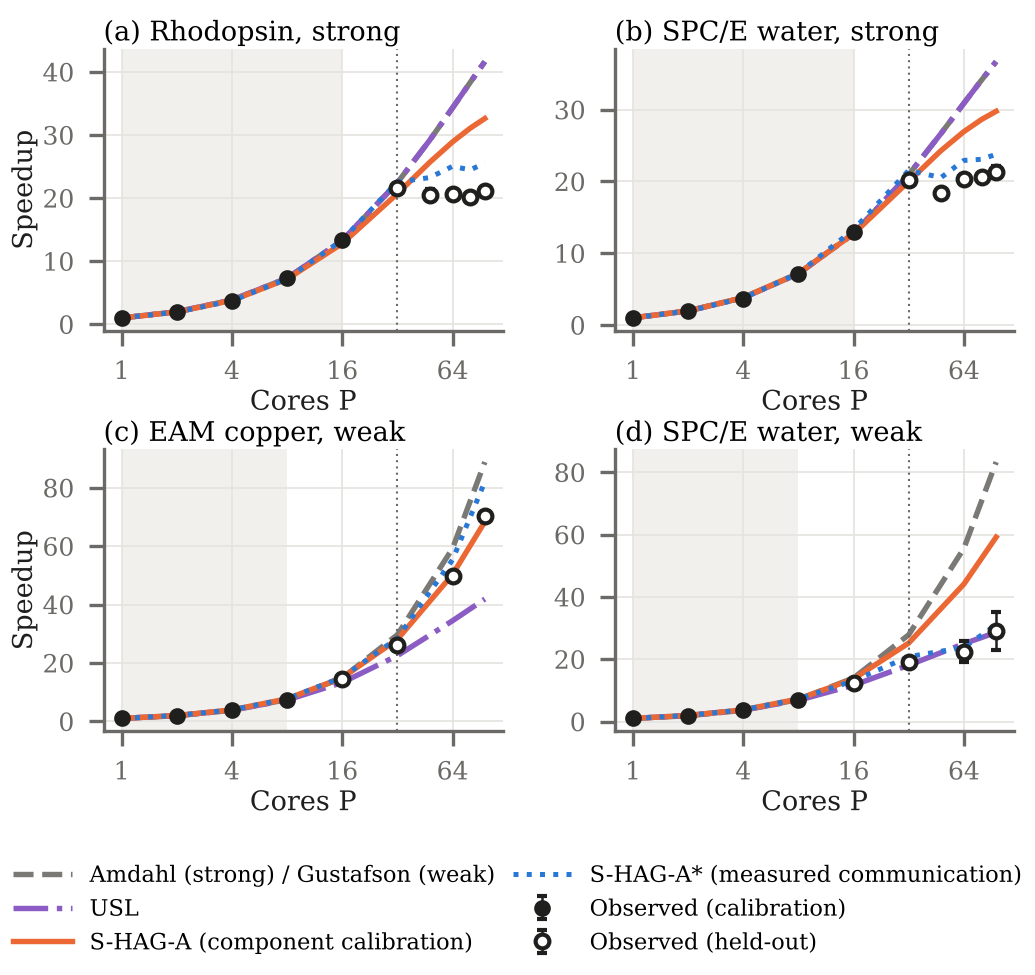 (a) Rhodopsin, strong
(b) SPC/E water, strong
Speedup
40
30
20
10
0
30
20
10
0
1 4 16 64
1 4 16 64
Cores P
Cores P
(c) EAM copper, weak
(d) SPC/E water, weak
Speedup
80
60
40
20
0
80
60
40
20
0
1 4 16 64
1 4 16 64
Cores P
Cores P
Amdahl (strong) / Gustafson (weak)
USL
S-HAG-A (component calibration)
S-HAG-A* (measured communication)
Observed (calibration)
Observed (held-out)